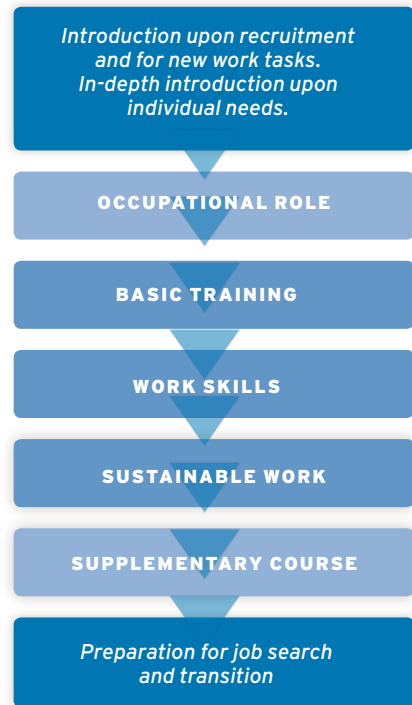 Introduction upon recruitment
and for new work tasks.
In-depth introduction upon
individual needs.
OCCUPATIONAL ROLE
BASIC TRAINING
WORK SKILLS
SUSTAINABLE WORK
SUPPLEMENTARY COURSE
Preparation for job search
and transition